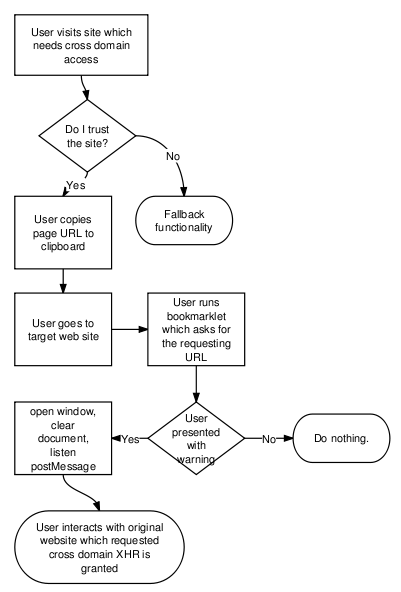 User visits site which
needs cross domain
access
Do I trust
the site?
No
Yes
User copies
page URL to
clipboard
Fallback
functionality
User goes to
target web site
User runs
bookmarklet
which asks for
the requesting
URL
User
presented
with
warning
Yes
No
open window,
clear
document,
listen
postMessage
Do nothing.
User interacts with original
website which requested
cross domain XHR is
granted